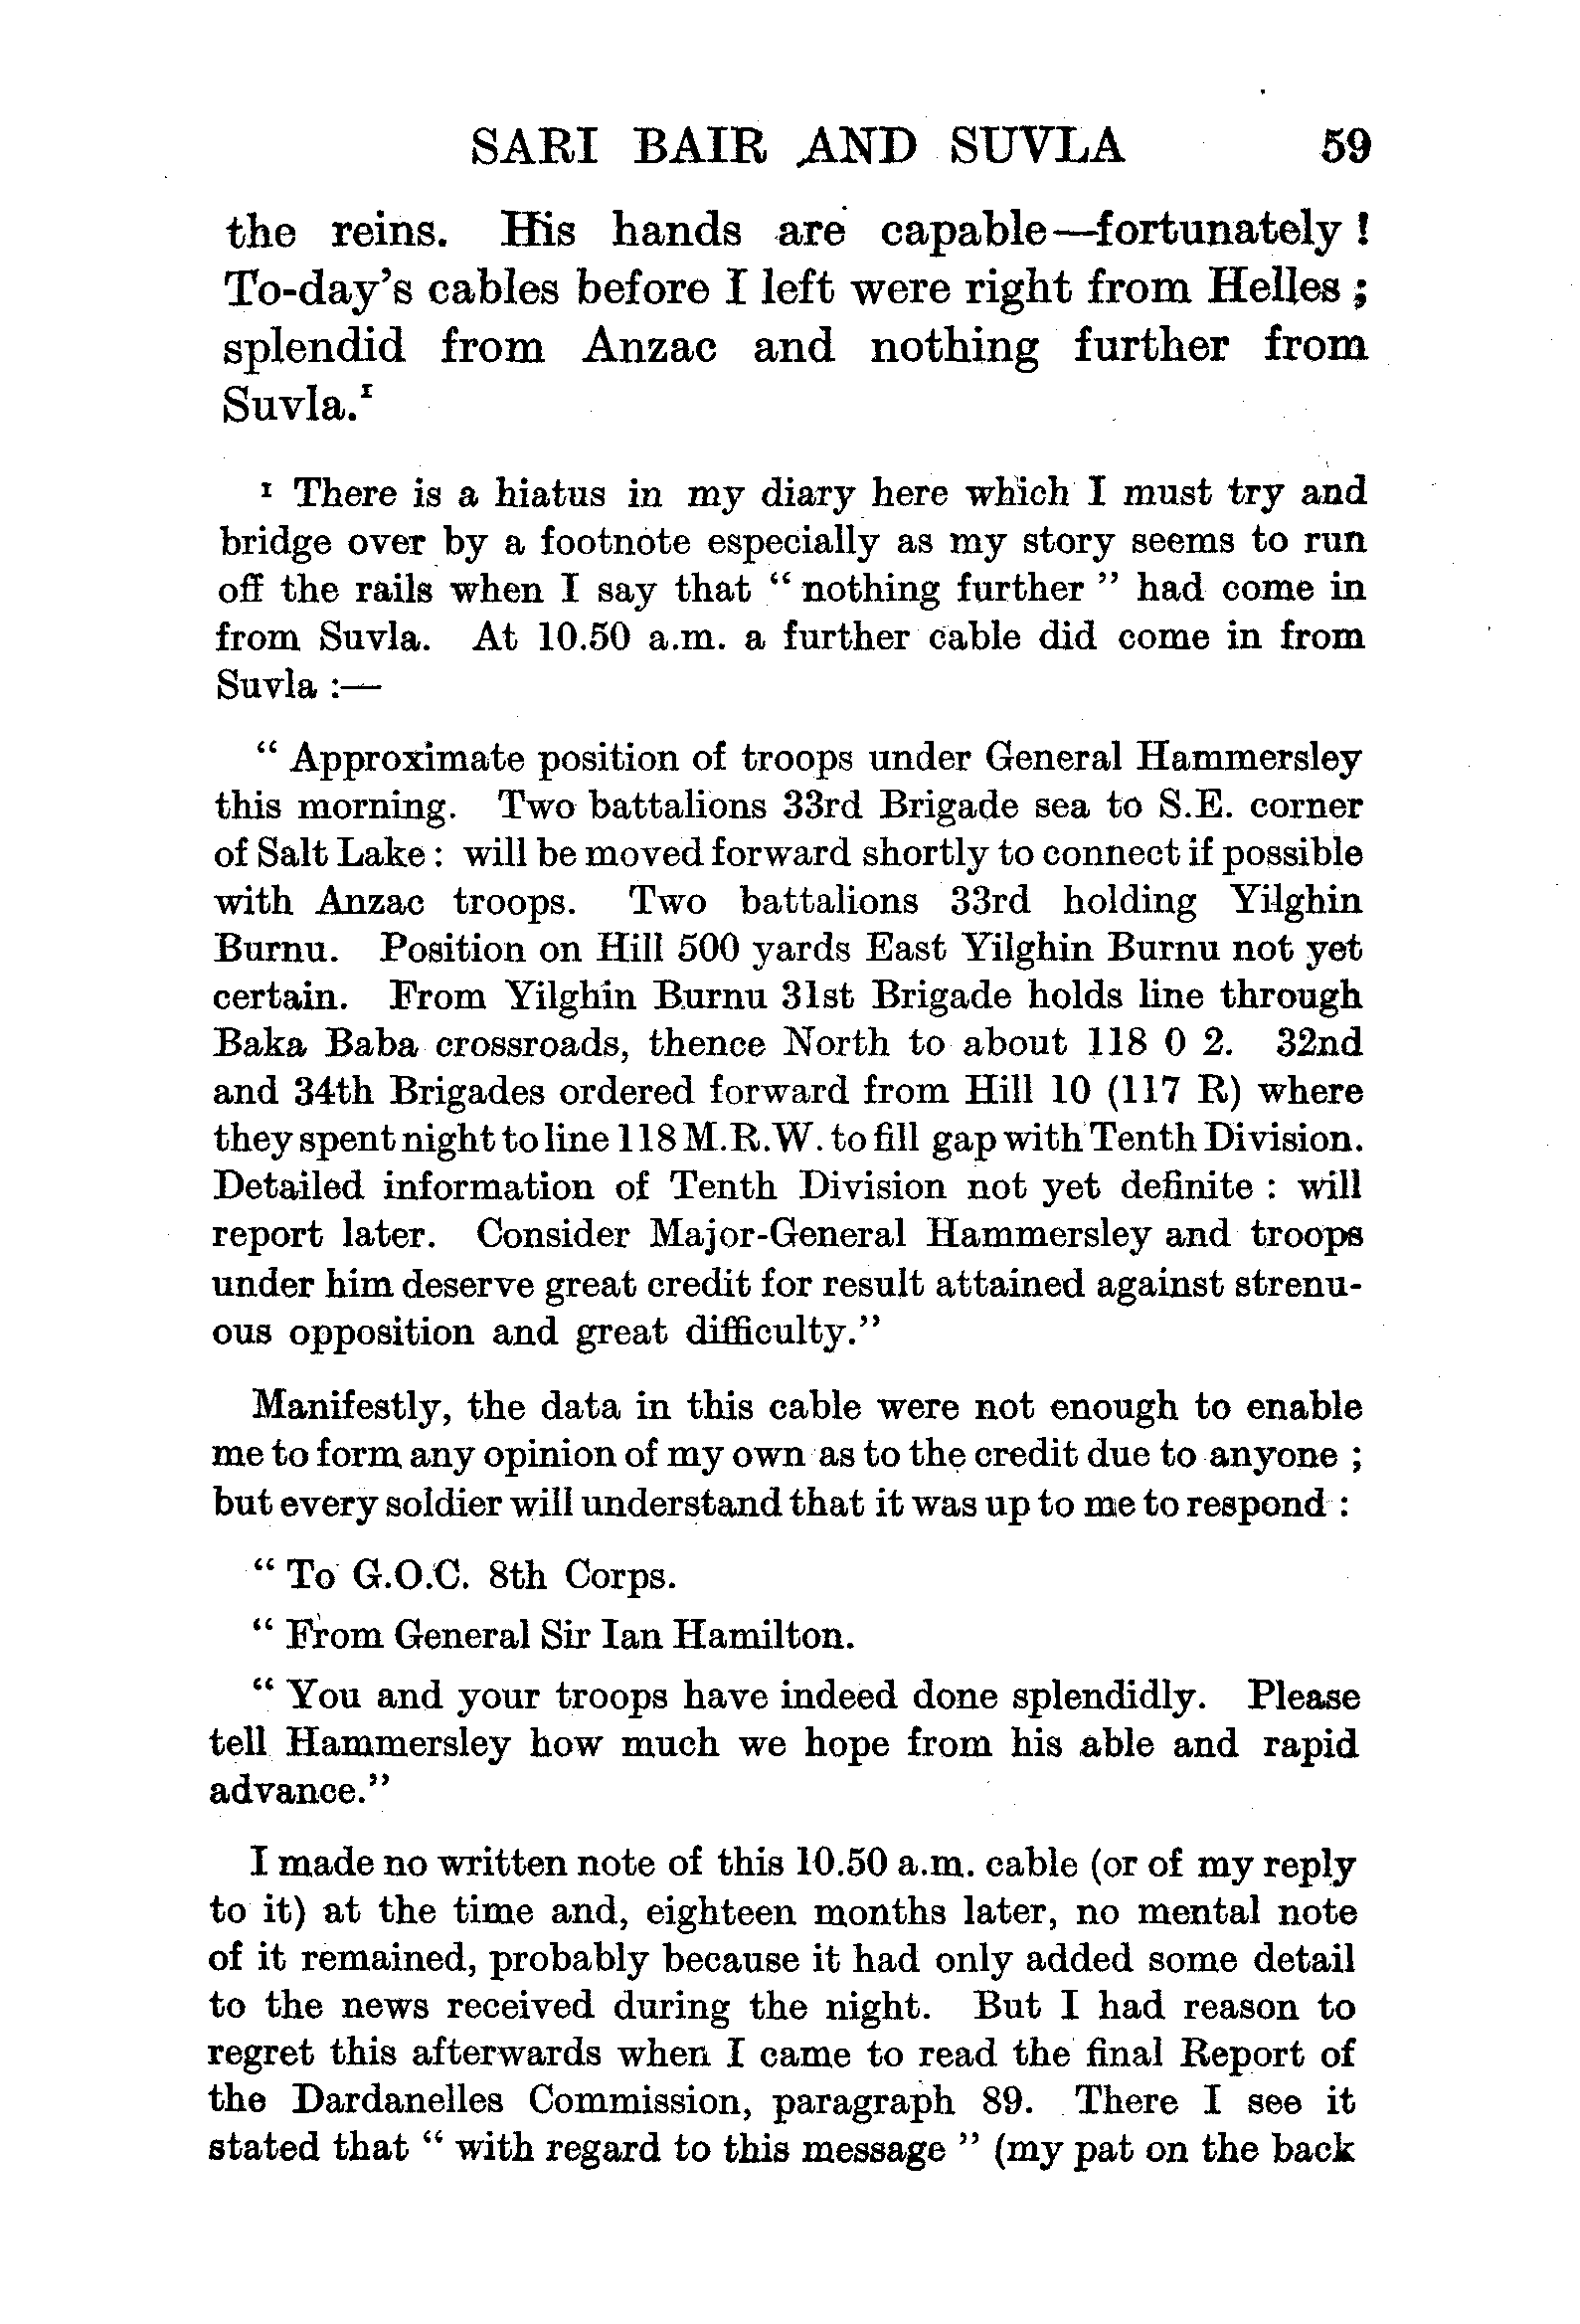 SARI BAIR AND SUVLA 59
the reins. His hands are capable—fortunately !
To-day's cables before I left were right from Helles ;
splendid from Anzac and nothing further from
Suvla.¹
¹ There is a hiatus in my diary here which I must try and
bridge over by a footnote especially as my story seems to run
off the rails when I say that “ nothing further ” had come in
from Suvla. At 10.50 a.m. a further cable did come in from
Suvla :—
“ Approximate position of troops under General Hammersley
this morning. Two battalions 33rd Brigade sea to S.E. corner
of Salt Lake : will be moved forward shortly to connect if possible
with Anzac troops. Two battalions 33rd holding Yilghin
Burnu. Position on Hill 500 yards East Yilghin Burnu not yet
certain. From Yilghin Burnu 31st Brigade holds line through
Baka Baba crossroads, thence North to about 118 0 2. 32nd
and 34th Brigades ordered forward from Hill 10 (117 R) where
they spent night to line 118 M.R.W. to fill gap with Tenth Division.
Detailed information of Tenth Division not yet definite : will
report later. Consider Major-General Hammersley and troops
under him deserve great credit for result attained against strenu-
ous opposition and great difficulty.”
Manifestly, the data in this cable were not enough to enable
me to form any opinion of my own as to the credit due to anyone ;
but every soldier will understand that it was up to me to respond :
“ To G.O.C. 8th Corps.
“ From General Sir Ian Hamilton.
“ You and your troops have indeed done splendidly. Please
tell Hammersley how much we hope from his able and rapid
advance.”
I made no written note of this 10.50 a.m. cable (or of my reply
to it) at the time and, eighteen months later, no mental note
of it remained, probably because it had only added some detail
to the news received during the night. But I had reason to
regret this afterwards when I came to read the final Report of
the Dardanelles Commission, paragraph 89. There I see it
stated that “ with regard to this message ” (my pat on the back